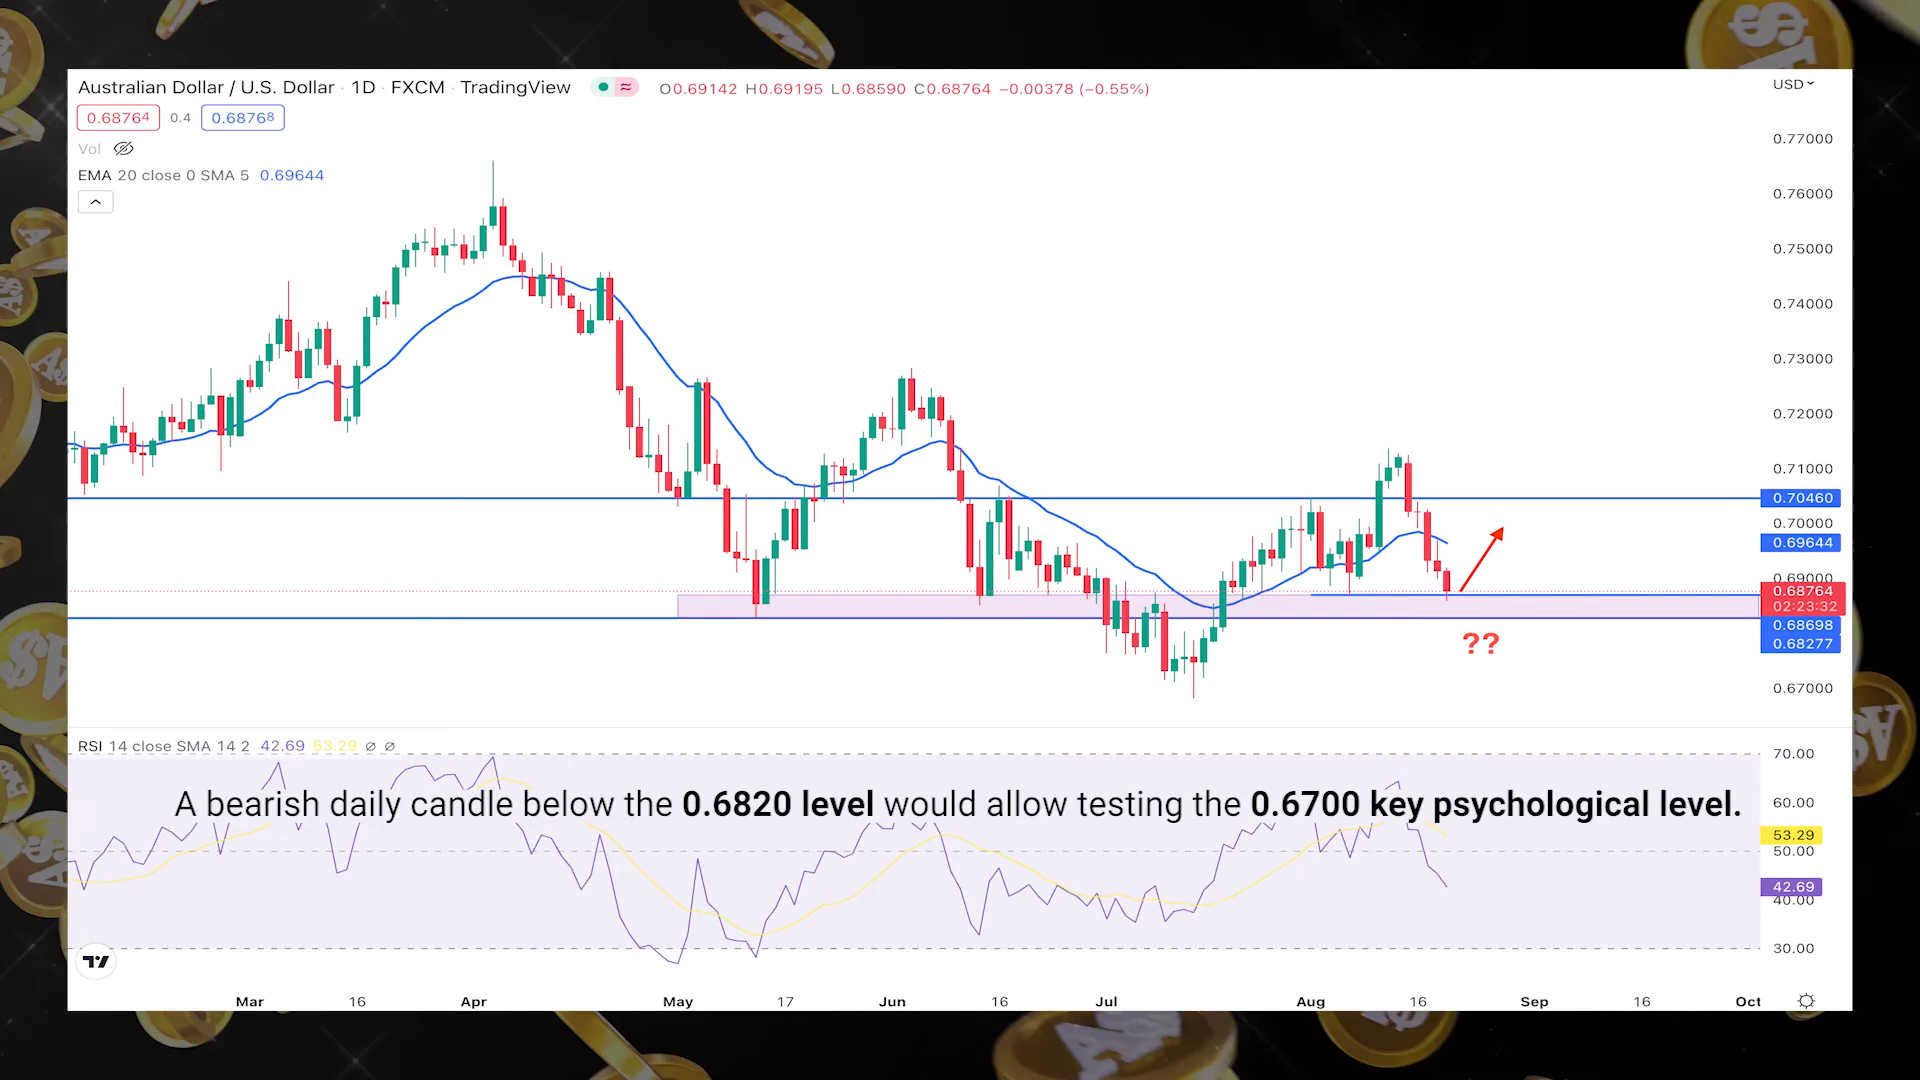 Australian Dollar / U.S. Dollar · 1D · FXCM · TradingView
O0.69142 H0.69195 L0.68590 C0.68764 −0.00378 (−0.55%)
USD
0.68764 0.4 0.68768
Vol
EMA 20 close 0 SMA 5 0.69644
0.77000
0.76000
0.75000
0.74000
0.73000
0.72000
0.71000
0.70460
0.70000
0.69644
0.69000
0.68764
02:23:32
0.68698
0.68277
0.67000
??
RSI 14 close SMA 14 2 42.69 53.29 ∅ ∅
A bearish daily candle below the 0.6820 level would allow testing the 0.6700 key psychological level.
70.00
60.00
53.29
50.00
42.69
40.00
30.00
Mar 16 Apr May 17 Jun 16 Jul Aug 16 Sep 16 Oct